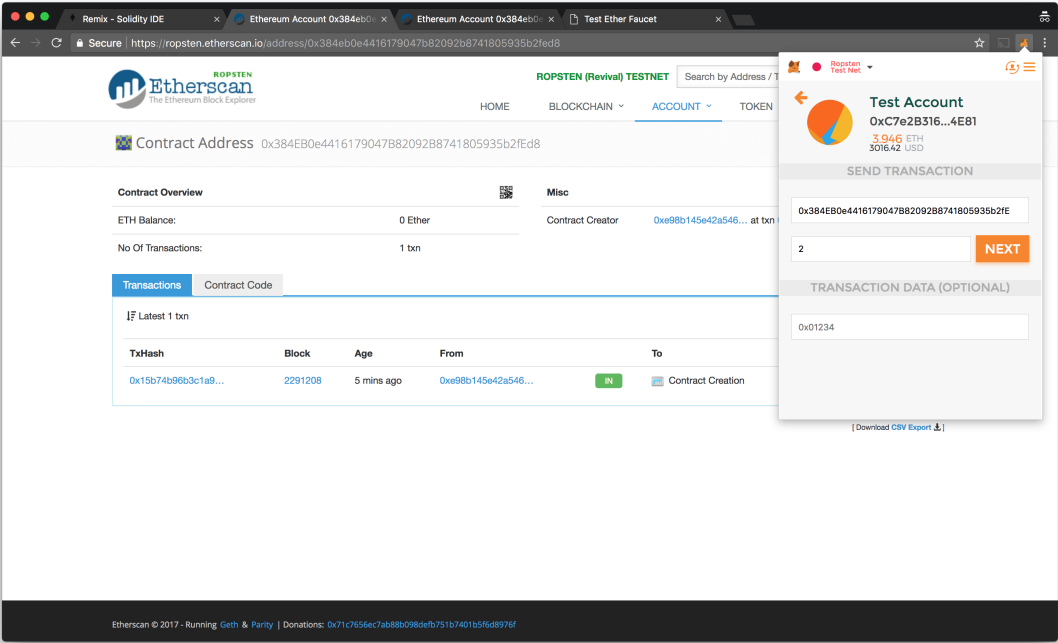 Remix - Solidity IDE
Ethereum Account 0x384eb0e
Ethereum Account 0x384eb0e
Test Ether Faucet
Secure https://ropsten.etherscan.io/address/0x384eb0e4416179047b82092b8741805935b2fed8
ROPSTEN
Etherscan
The Ethereum Block Explorer
ROPSTEN (Revival) TESTNET
Search by Address / T
HOME BLOCKCHAIN ACCOUNT TOKEN
Contract Address 0x384EB0e4416179047B82092B8741805935b2fEd8
Contract Overview
ETH Balance: 0 Ether
No Of Transactions: 1 txn
Misc
Contract Creator 0xe98b145e42a546... at txn
Transactions Contract Code
Latest 1 txn
TxHash Block Age From To
0x15b74b96b3c1a9... 2291208 5 mins ago 0xe98b145e42a546... IN Contract Creation
[ Download CSV Export ]
Ropsten
Test Net
Test Account
0xC7e2B316...4E81
3.946 ETH
3016.42 USD
SEND TRANSACTION
0x384EB0e4416179047B82092B8741805935b2fE
2 NEXT
TRANSACTION DATA (OPTIONAL)
0x01234
Etherscan © 2017 - Running Geth & Parity | Donations: 0x71c7656ec7ab88b098defb751b7401b5f6d8976f